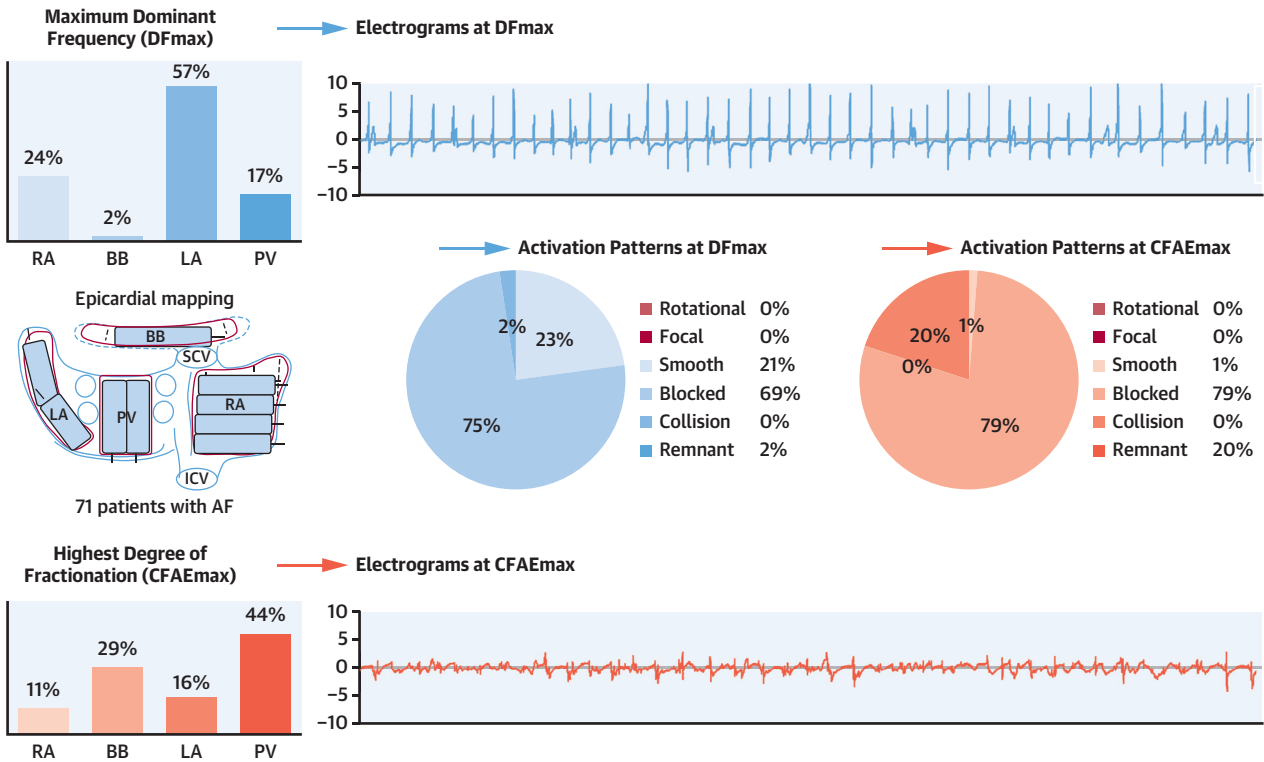 Maximum Dominant
Frequency (DFmax)
Electrograms at DFmax
57%
24%
17%
2%
RA BB LA PV
10
5
0
−5
−10
Epicardial mapping
BB
SCV
LA
PV
RA
ICV
71 patients with AF
Activation Patterns at DFmax
2%
23%
75%
Rotational 0%
Focal 0%
Smooth 21%
Blocked 69%
Collision 0%
Remnant 2%
Activation Patterns at CFAEmax
20%
1%
0%
79%
Rotational 0%
Focal 0%
Smooth 1%
Blocked 79%
Collision 0%
Remnant 20%
Highest Degree of
Fractionation (CFAEmax)
Electrograms at CFAEmax
44%
29%
16%
11%
RA BB LA PV
10
5
0
−5
−10